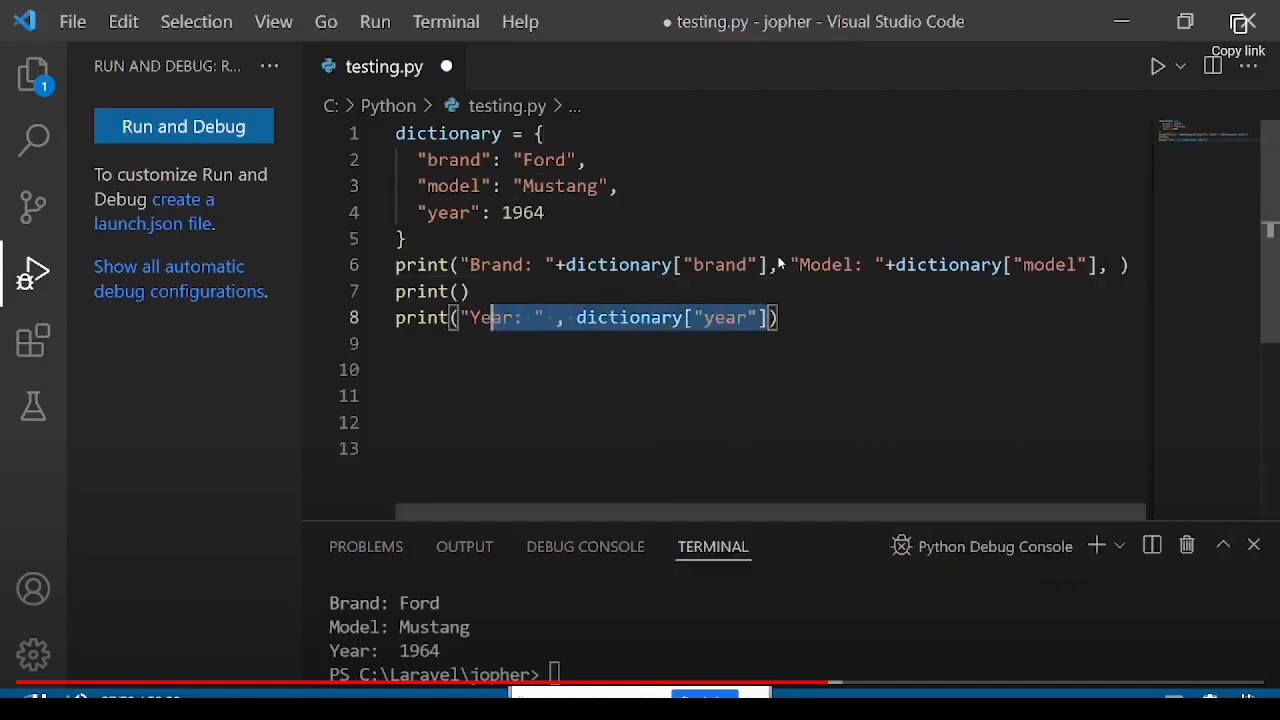 File Edit Selection View Go Run Terminal Help ● testing.py - jopher - Visual Studio Code
Copy link
RUN AND DEBUG: R... ···
testing.py ●
1
Run and Debug
C: > Python > testing.py > ...
To customize Run and
Debug create a
launch.json file.
Show all automatic
debug configurations.
1 dictionary = {
2 "brand": "Ford",
3 "model": "Mustang",
4 "year": 1964
5 }
6 print("Brand: "+dictionary["brand"], "Model: "+dictionary["model"], )
7 print()
8 print("Year: " , dictionary["year"])
9
10
11
12
13
PROBLEMS OUTPUT DEBUG CONSOLE TERMINAL Python Debug Console
Brand: Ford
Model: Mustang
Year:  1964
PS C:\Laravel\jopher>